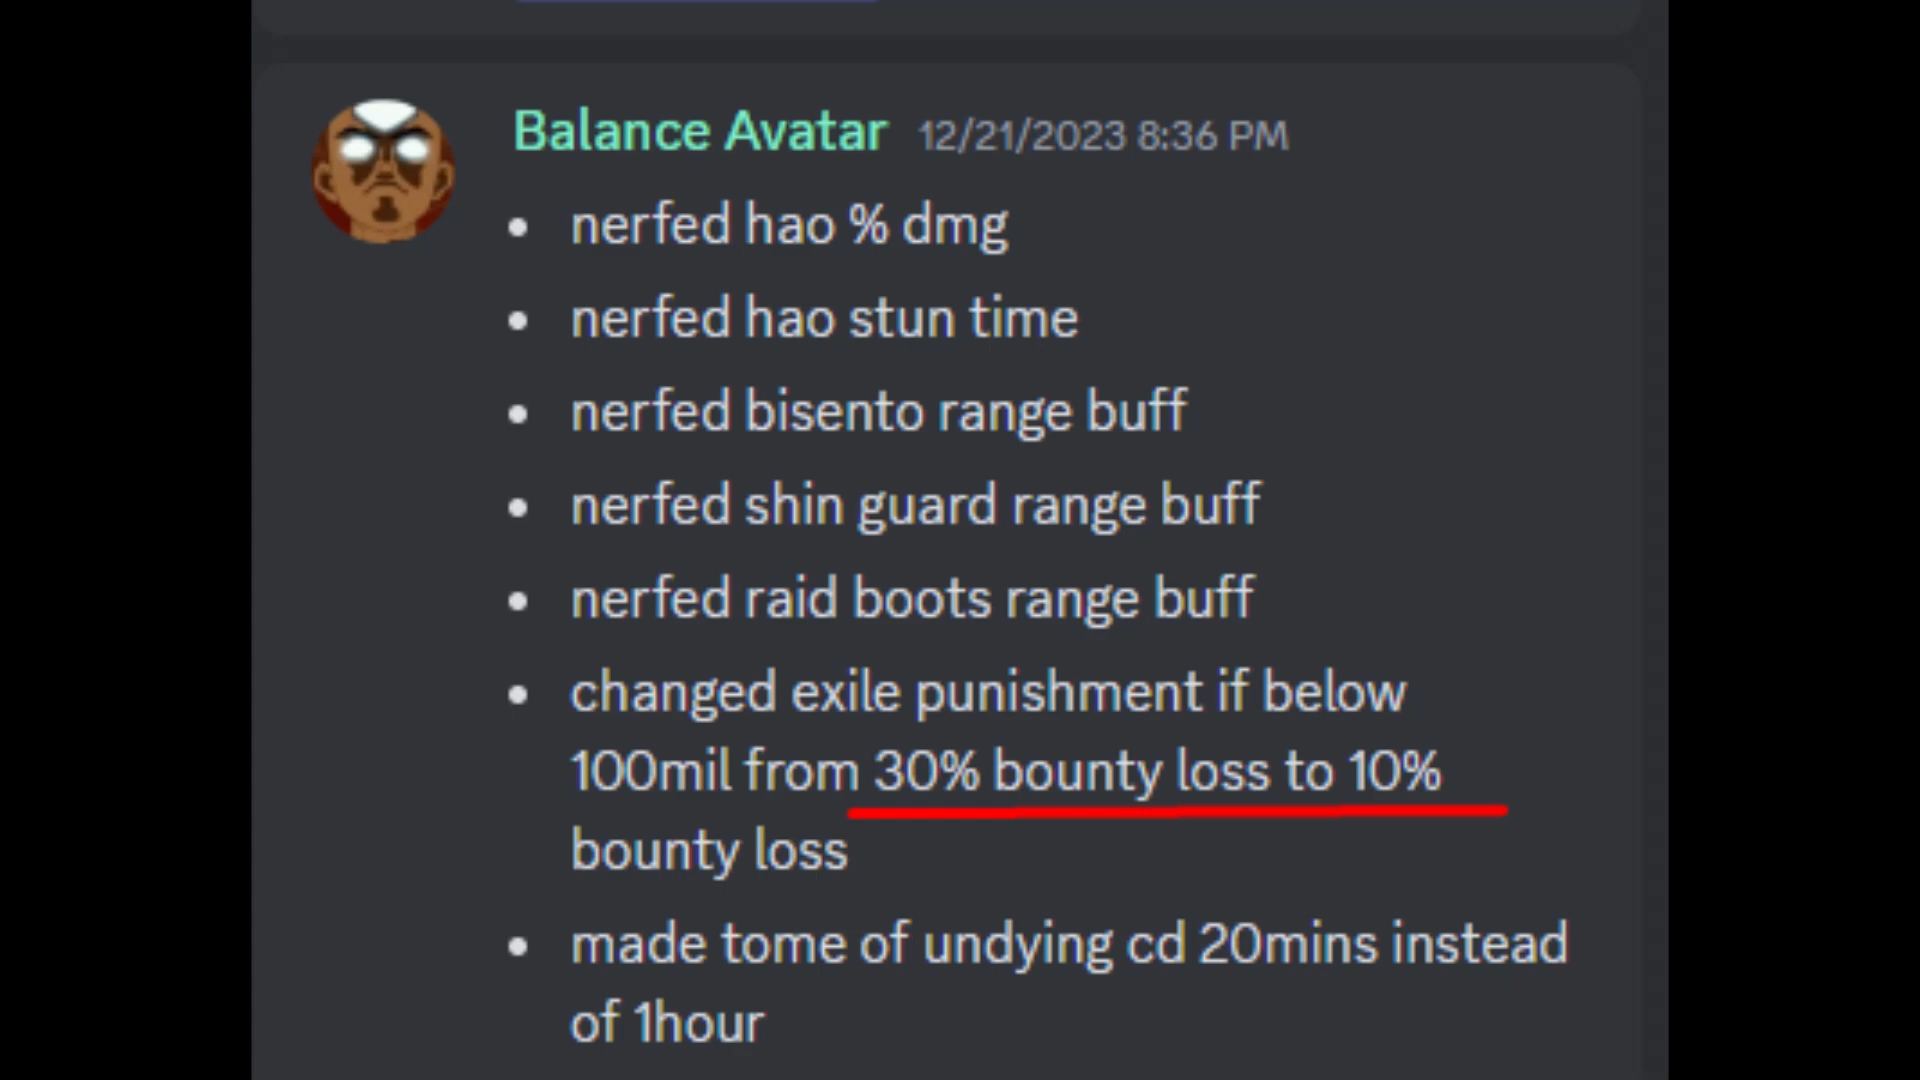 Balance Avatar 12/21/2023 8:36 PM
• nerfed hao % dmg
• nerfed hao stun time
• nerfed bisento range buff
• nerfed shin guard range buff
• nerfed raid boots range buff
• changed exile punishment if below
100mil from 30% bounty loss to 10%
bounty loss
• made tome of undying cd 20mins instead
of 1hour